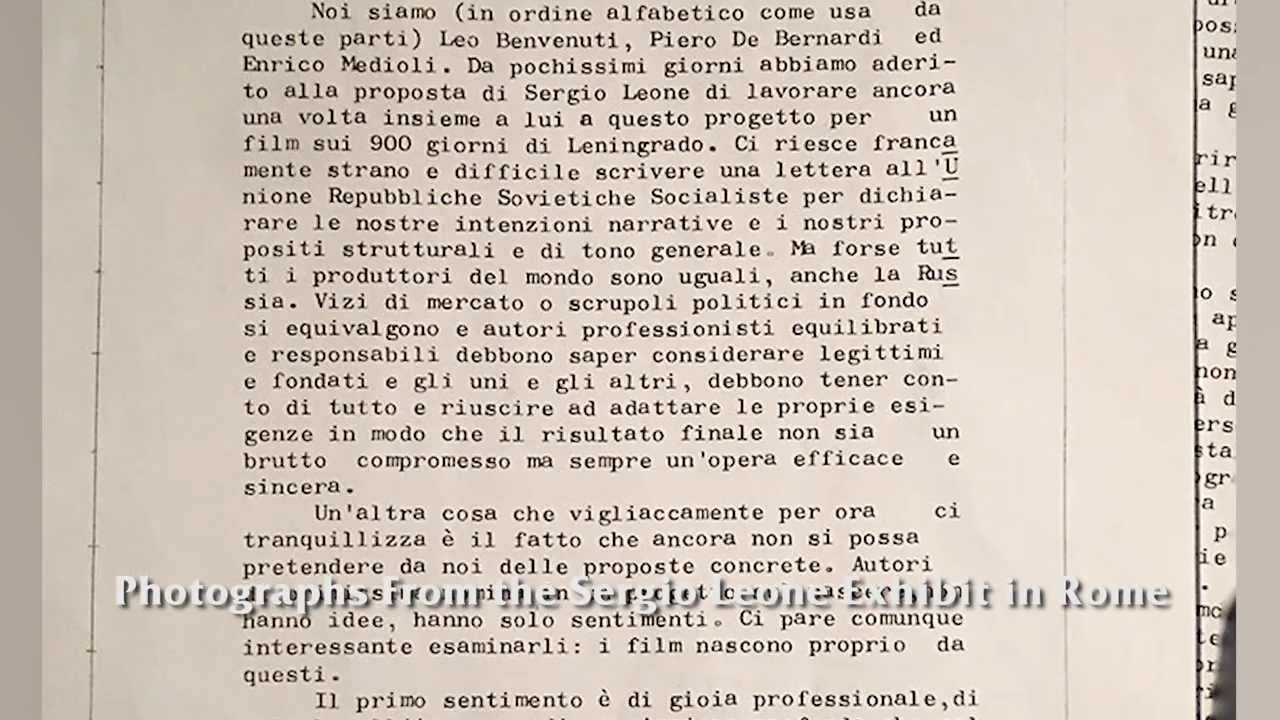 Noi siamo (in ordine alfabetico come usa da
queste parti) Leo Benvenuti, Piero De Bernardi ed
Enrico Medioli. Da pochissimi giorni abbiamo aderi-
to alla proposta di Sergio Leone di lavorare ancora
una volta insieme a lui a questo progetto per un
film sui 900 giorni di Leningrado. Ci riesce franca
mente strano e difficile scrivere una lettera all'U
nione Repubbliche Sovietiche Socialiste per dichia-
rare le nostre intenzioni narrative e i nostri pro-
positi strutturali e di tono generale. Ma forse tut
ti i produttori del mondo sono uguali, anche la Rus
sia. Vizi di mercato o scrupoli politici in fondo
si equivalgono e autori professionisti equilibrati
e responsabili debbono saper considerare legittimi
e fondati e gli uni e gli altri, debbono tener con-
to di tutto e riuscire ad adattare le proprie esi-
genze in modo che il risultato finale non sia un
brutto compromesso ma sempre un'opera efficace e
sincera.
Un'altra cosa che vigliaccamente per ora ci
tranquillizza è il fatto che ancora non si possa
pretendere da noi delle proposte concrete. Autori
Photographs From the Sergio Leone Exhibit in Rome
hanno idee, hanno solo sentimenti. Ci pare comunque
interessante esaminarli: i film nascono proprio da
questi.
Il primo sentimento è di gioia professionale,di